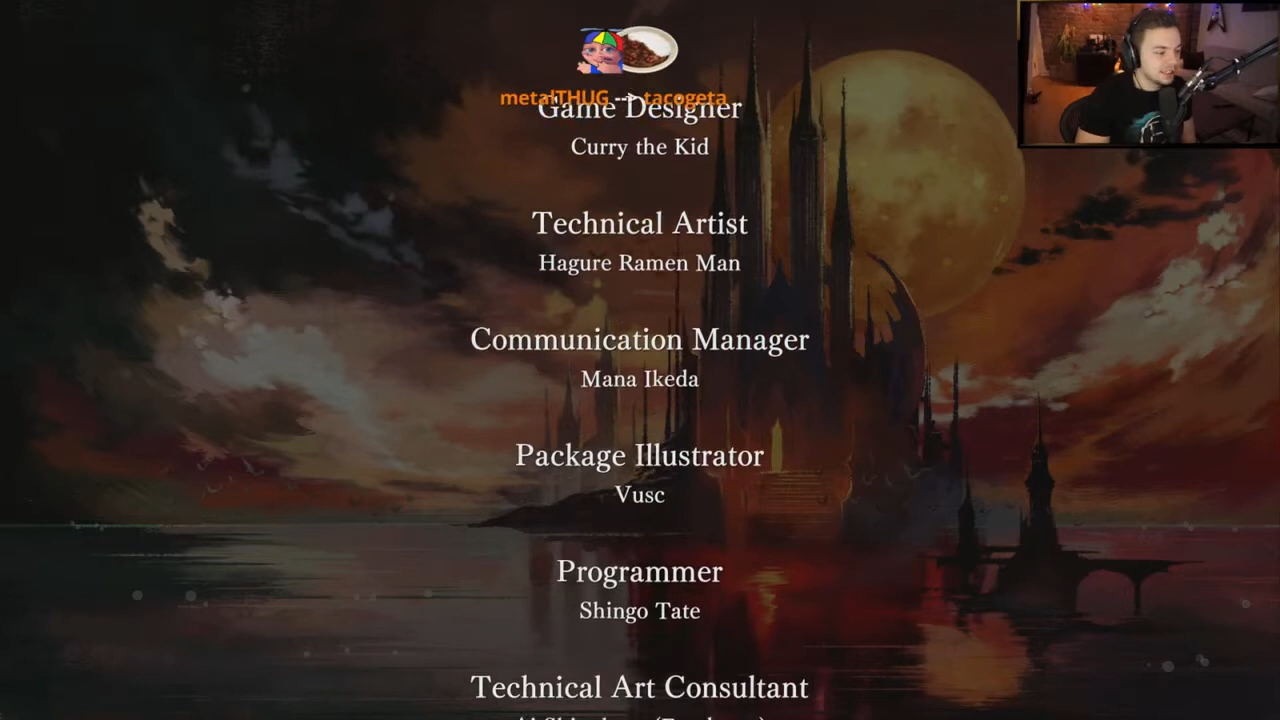 metalTHUG --> tacogeta
Game Designer
Curry the Kid
Technical Artist
Hagure Ramen Man
Communication Manager
Mana Ikeda
Package Illustrator
Vusc
Programmer
Shingo Tate
Technical Art Consultant